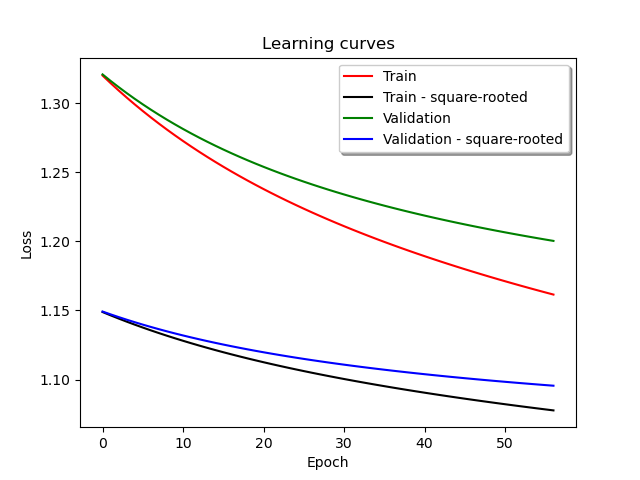 Learning curves
Train
Train - square-rooted
Validation
Validation - square-rooted
1.30
1.25
1.20
1.15
1.10
Loss
0 10 20 30 40 50
Epoch